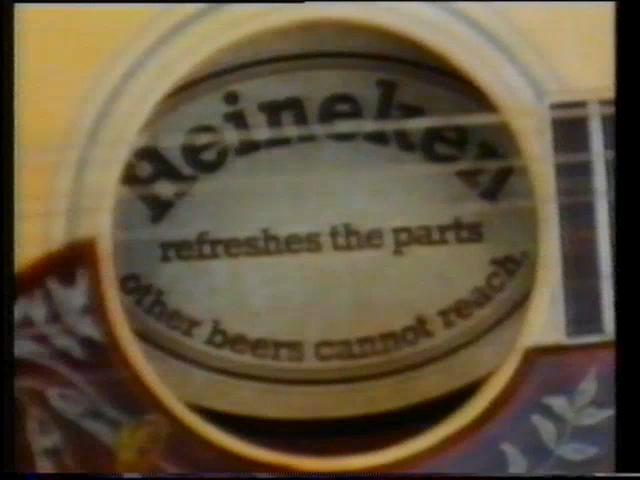 Heineken
refreshes the parts
other beers cannot reach.